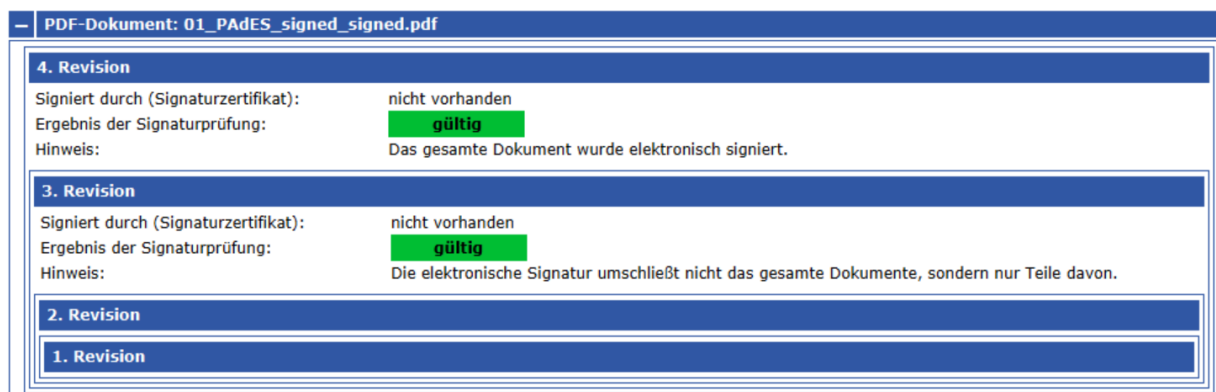 PDF-Dokument: 01_PAdES_signed_signed.pdf
4. Revision
Signiert durch (Signaturzertifikat): nicht vorhanden
Ergebnis der Signaturprüfung: gültig
Hinweis: Das gesamte Dokument wurde elektronisch signiert.
3. Revision
Signiert durch (Signaturzertifikat): nicht vorhanden
Ergebnis der Signaturprüfung: gültig
Hinweis: Die elektronische Signatur umschließt nicht das gesamte Dokumente, sondern nur Teile davon.
2. Revision
1. Revision